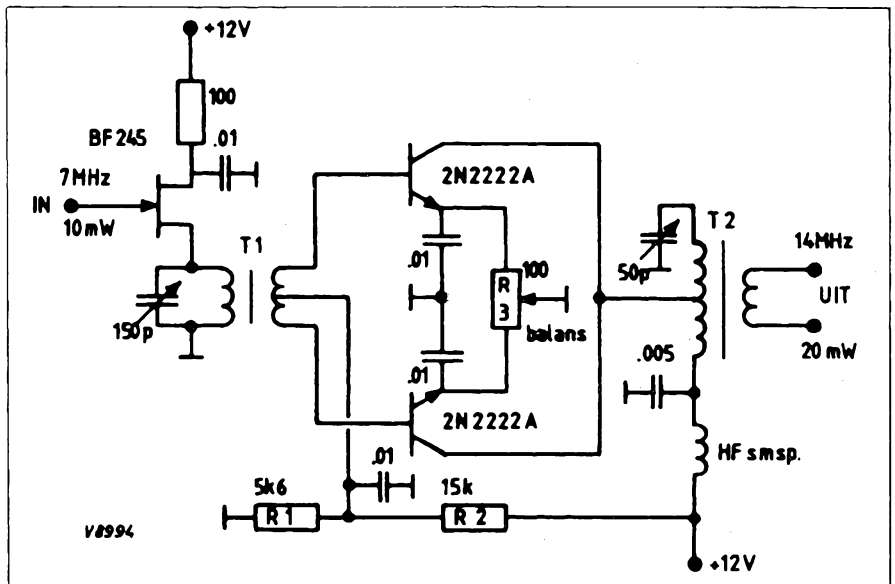 +12V
100
BF245
.01
7MHz
IN
10mW
T1
150p
2N2222A
.01
100
R3
balans
.01
2N2222A
T2
50p
14MHz
UIT
20mW
.005
HF smsp.
.01
5k6
R1
15k
R2
V8994
+12V